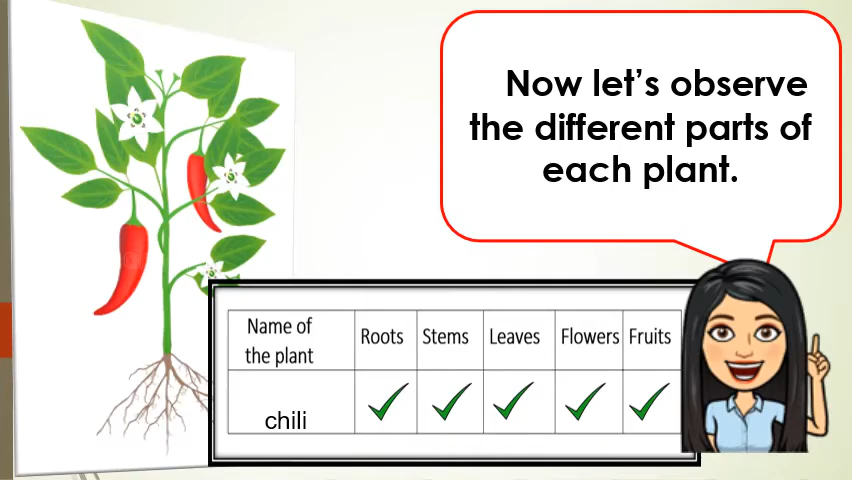 Now let's observe
the different parts of
each plant.
Name of
the plant
Roots
Stems
Leaves
Flowers
Fruits
chili